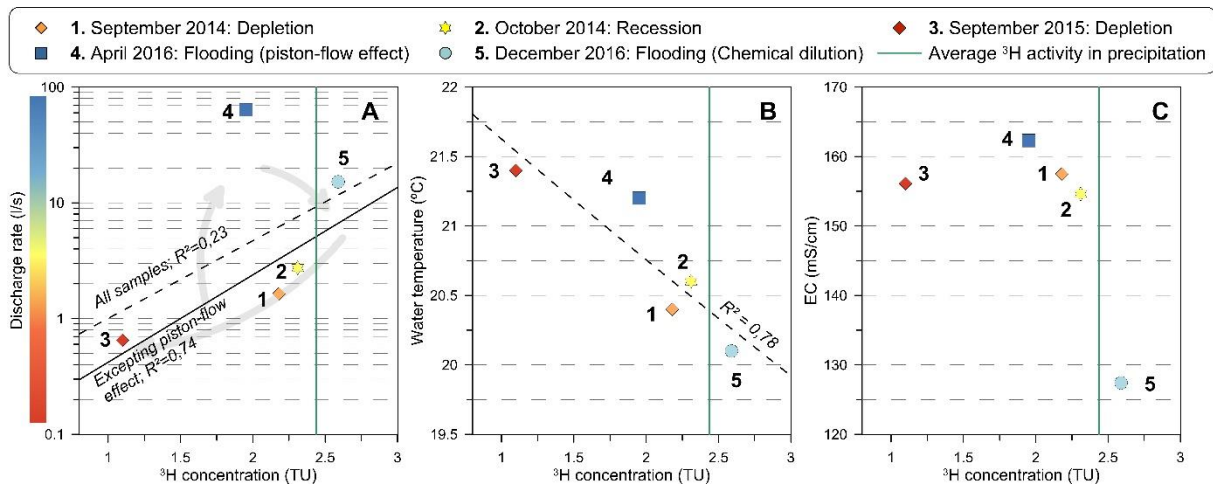 1. September 2014: Depletion
2. October 2014: Recession
3. September 2015: Depletion
4. April 2016: Flooding (piston-flow effect)
5. December 2016: Flooding (Chemical dilution)
Average ³H activity in precipitation
Discharge rate (l/s)
100
10
1
0.1
A
4
5
All samples; R²=0,23
2
1
3
Excepting piston-flow
effect; R²=0,74
1
1.5
2
2.5
3
³H concentration (TU)
Water temperature (ºC)
22
21.5
21
20.5
20
19.5
B
3
4
2
1
R² = 0,78
5
1
1.5
2
2.5
3
³H concentration (TU)
EC (mS/cm)
170
160
150
140
130
120
C
4
3
1
2
5
1
1.5
2
2.5
3
³H concentration (TU)